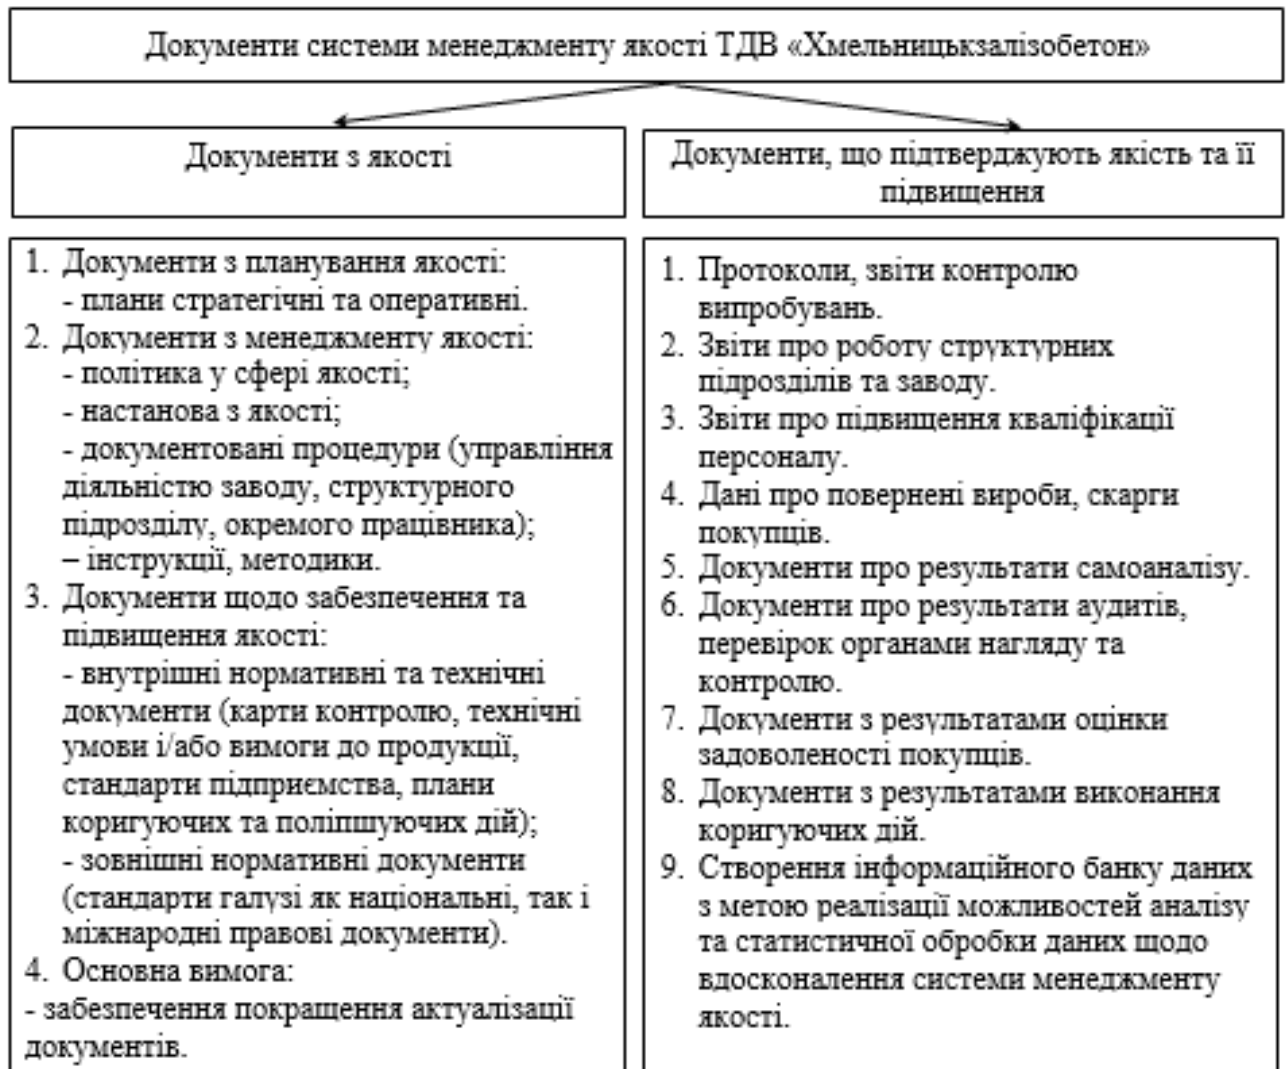 Документи системи менеджменту якості ТДВ «Хмельницькзалізобетон»
Документи з якості
Документи, що підтверджують якість та її
підвищення
1. Документи з планування якості:
- плани стратегічні та оперативні.
2. Документи з менеджменту якості:
- політика у сфері якості;
- настанова з якості;
- документовані процедури (управління
діяльністю заводу, структурного
підрозділу, окремого працівника);
– інструкції, методики.
3. Документи щодо забезпечення та
підвищення якості:
- внутрішні нормативні та технічні
документи (карти контролю, технічні
умови і/або вимоги до продукції,
стандарти підприємства, плани
коригуючих та поліпшуючих дій);
- зовнішні нормативні документи
(стандарти галузі як національні, так і
міжнародні правові документи).
4. Основна вимога:
- забезпечення покращення актуалізації
документів.
1. Протоколи, звіти контролю
випробувань.
2. Звіти про роботу структурних
підрозділів та заводу.
3. Звіти про підвищення кваліфікації
персоналу.
4. Дані про повернені вироби, скарги
покупців.
5. Документи про результати самоаналізу.
6. Документи про результати аудитів,
перевірок органами нагляду та
контролю.
7. Документи з результатами оцінки
задоволеності покупців.
8. Документи з результатами виконання
коригуючих дій.
9. Створення інформаційного банку даних
з метою реалізації можливостей аналізу
та статистичної обробки даних щодо
вдосконалення системи менеджменту
якості.